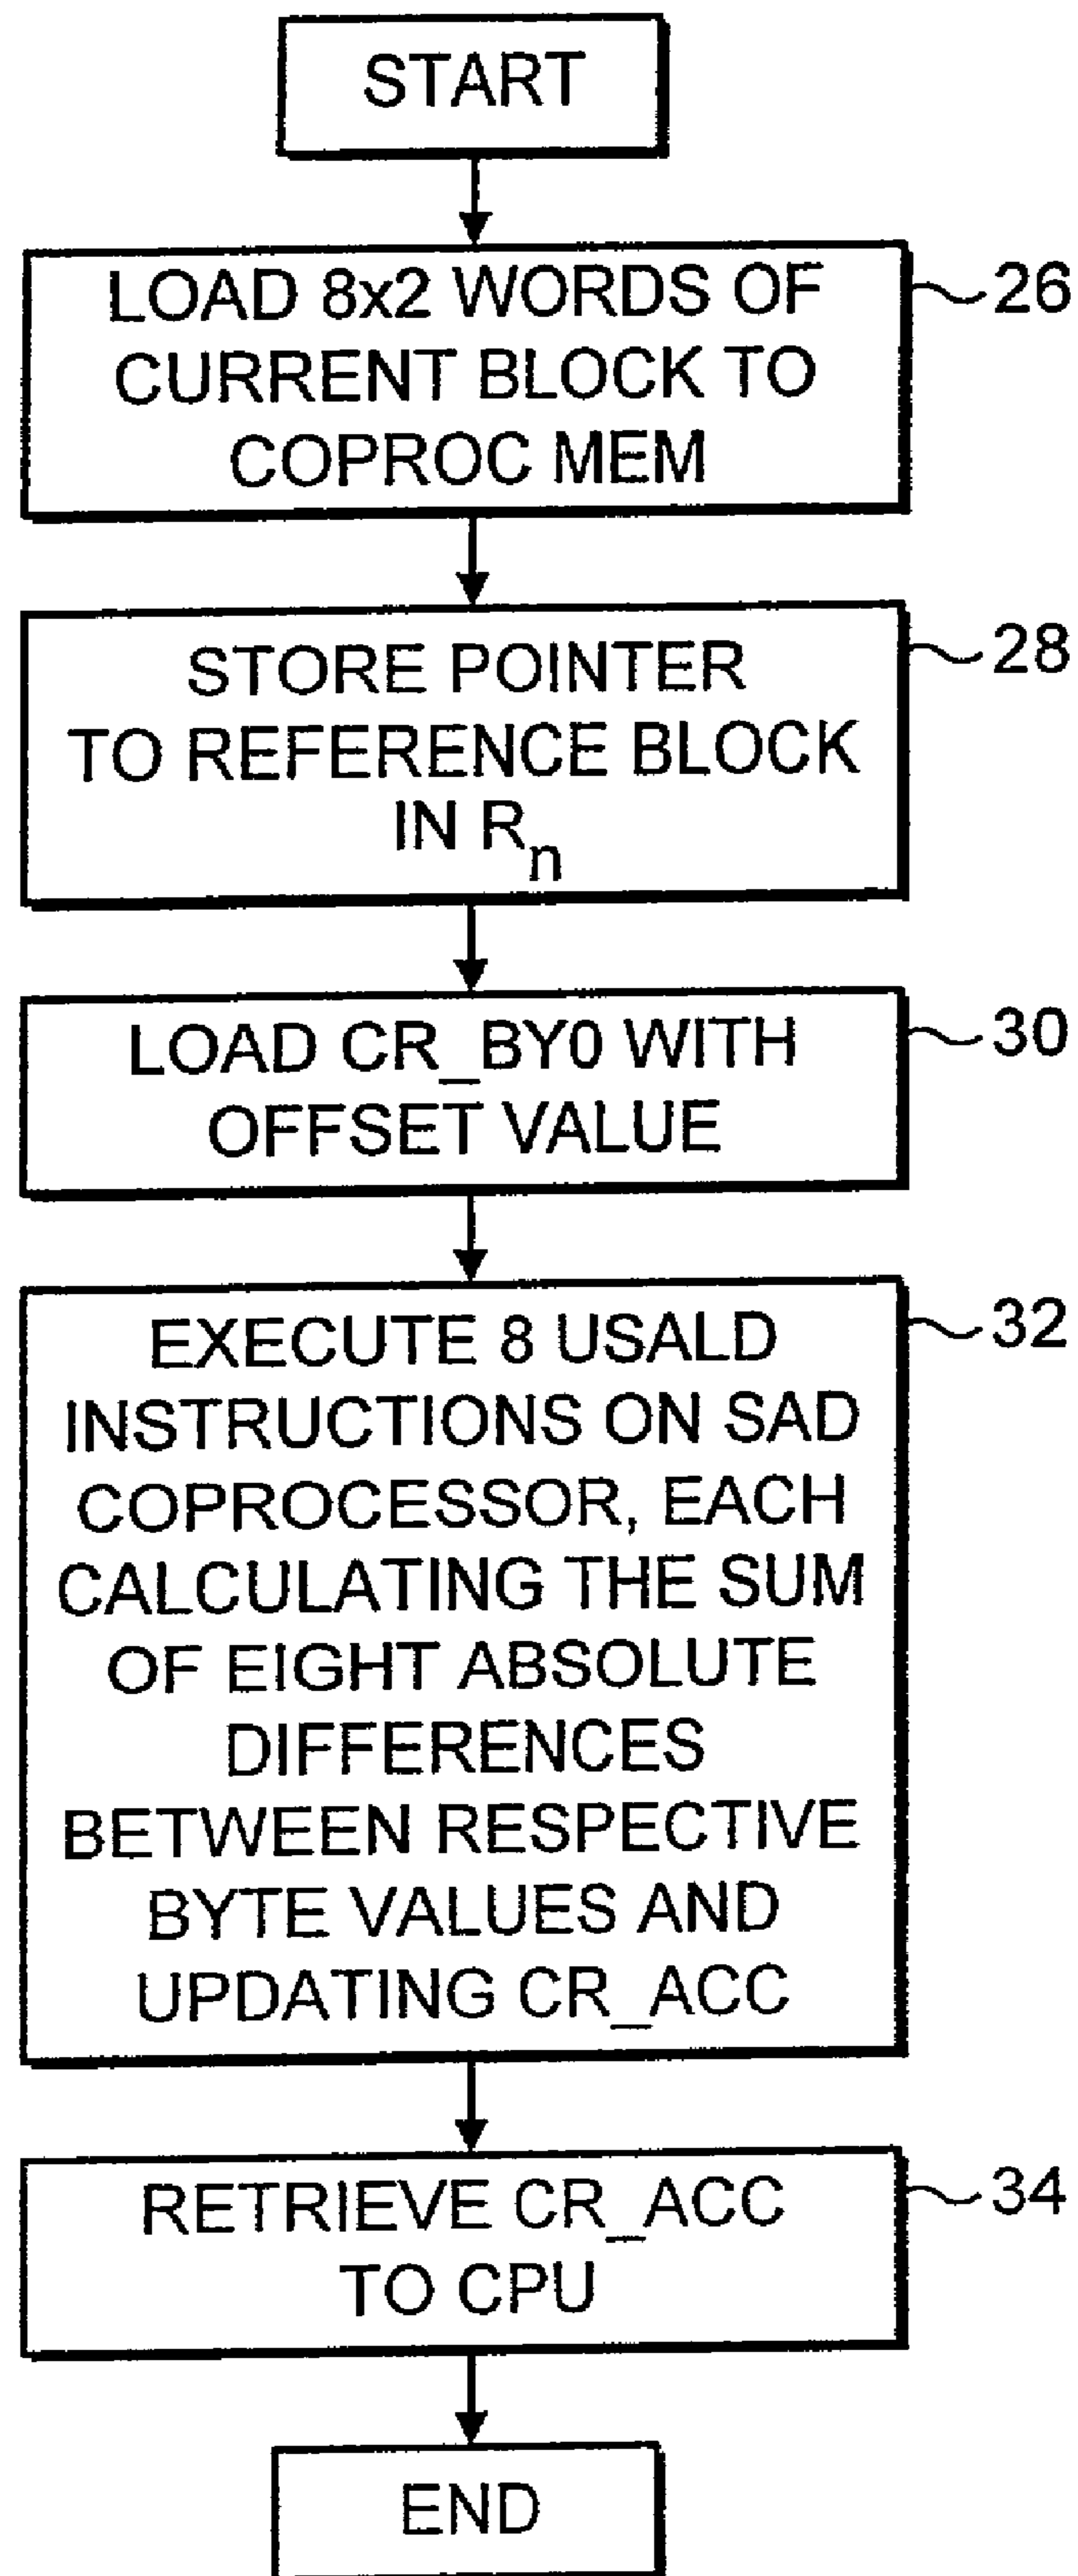 START
LOAD 8x2 WORDS OF
CURRENT BLOCK TO
COPROC MEM
26
STORE POINTER
TO REFERENCE BLOCK
IN Rn
28
LOAD CR_BY0 WITH
OFFSET VALUE
30
EXECUTE 8 USALD
INSTRUCTIONS ON SAD
COPROCESSOR, EACH
CALCULATING THE SUM
OF EIGHT ABSOLUTE
DIFFERENCES
BETWEEN RESPECTIVE
BYTE VALUES AND
UPDATING CR_ACC
32
RETRIEVE CR_ACC
TO CPU
34
END